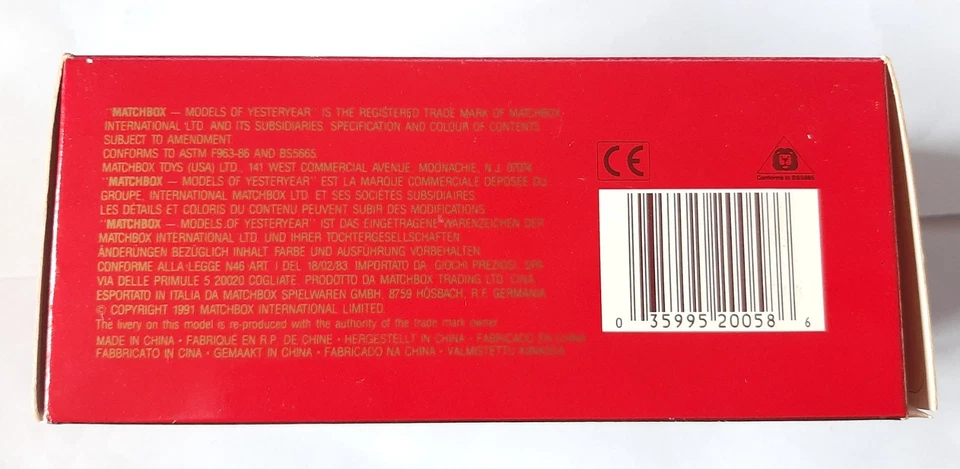 "MATCHBOX — MODELS OF YESTERYEAR" IS THE REGISTERED TRADE MARK OF MATCHBOX
INTERNATIONAL LTD. AND ITS SUBSIDIARIES. SPECIFICATION AND COLOUR OF CONTENTS
SUBJECT TO AMENDMENT.
CONFORMS TO ASTM F963-86 AND BS5665.
MATCHBOX TOYS (USA) LTD., 141 WEST COMMERCIAL AVENUE, MOONACHIE, N.J. 07074
"MATCHBOX — MODELS OF YESTERYEAR" EST LA MARQUE COMMERCIALE DEPOSEE DU
GROUPE, INTERNATIONAL MATCHBOX LTD ET SES SOCIÉTÉS SUBSIDIAIRES.
LES DÉTAILS ET COLORIS DU CONTENU PEUVENT SUBIR DES MODIFICATIONS
"MATCHBOX — MODELS OF YESTERYEAR" IST DAS EINGETRAGENE WARENZEICHEN DER
MATCHBOX INTERNATIONAL LTD. UND IHRER TOCHTERGESELLSCHAFTEN
ÄNDERUNGEN BEZÜGLICH INHALT FARBE UND AUSFÜHRUNG VORBEHALTEN
CONFORME ALLA LEGGE N46 ART 1 DEL 18/02/83. IMPORTATO DA: GIOCHI PREZIOSI, SPA
VIA DELLE PRIMULE 5 20020 COGLIATE. PRODOTTO DA MATCHBOX TRADING LTD. CINA.
ESPORTATO IN ITALIA DA MATCHBOX SPIELWAREN GMBH, 8759 HÖSBACH, R.F. GERMANIA
© COPYRIGHT 1991 MATCHBOX INTERNATIONAL LIMITED.
The livery on this model is re-produced with the authority of the trade mark owner
MADE IN CHINA • FABRIQUÉ EN R.P. DE CHINE • HERGESTELLT IN CHINA • FABRICADO EN CHINA
FABBRICATO IN CINA • GEMAAKT IN CHINA • FABRICADO NA CHINA • VALMISTETTO
CE
Conforms to BS5665
0 35995 20058 6